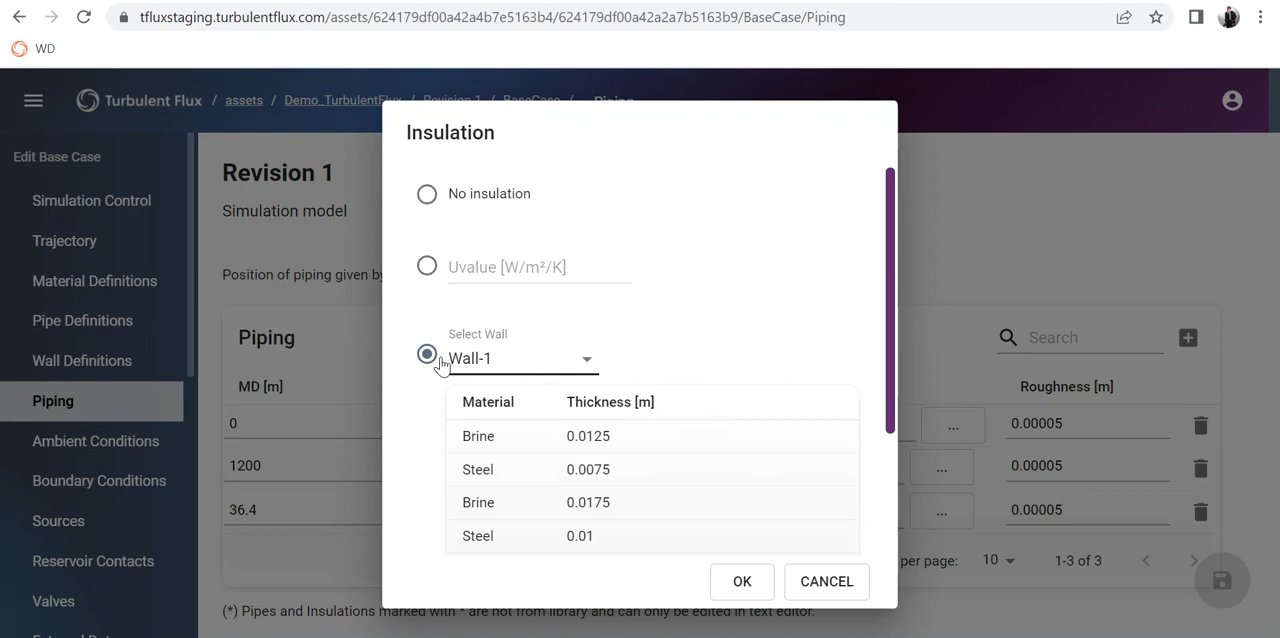 tfluxstaging.turbulentflux.com/assets/624179df00a42a4b7e5163b4/624179df00a42a2a7b5163b9/BaseCase/Piping
WD
Turbulent Flux / assets / Demo_TurbulentFlux / Revision 1 / BaseCase / Piping
Edit Base Case
Simulation Control
Trajectory
Material Definitions
Pipe Definitions
Wall Definitions
Piping
Ambient Conditions
Boundary Conditions
Sources
Reservoir Contacts
Valves
Revision 1
Simulation model
Position of piping given by
Piping
Search
MD [m]
Roughness [m]
0
...
0.00005
1200
...
0.00005
36.4
...
0.00005
per page: 10
1-3 of 3
(*) Pipes and Insulations marked with * are not from library and can only be edited in text editor.
Insulation
No insulation
Uvalue [W/m²/K]
Select Wall
Wall-1
Material Thickness [m]
Brine 0.0125
Steel 0.0075
Brine 0.0175
Steel 0.01
OK
CANCEL